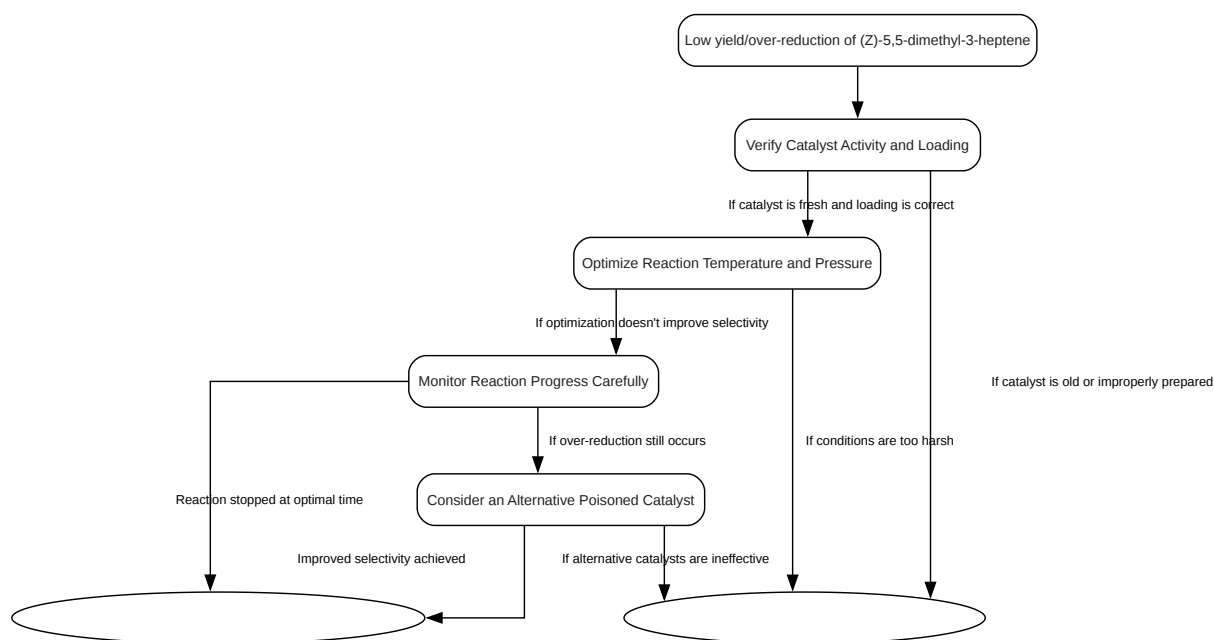 Low yield/over-reduction of (Z)-5,5-dimethyl-3-heptene
Verify Catalyst Activity and Loading
If catalyst is fresh and loading is correct
Optimize Reaction Temperature and Pressure
If optimization doesn't improve selectivity
Monitor Reaction Progress Carefully
If catalyst is old or improperly prepared
If over-reduction still occurs
If conditions are too harsh
Reaction stopped at optimal time
Consider an Alternative Poisoned Catalyst
Improved selectivity achieved
If alternative catalysts are ineffective